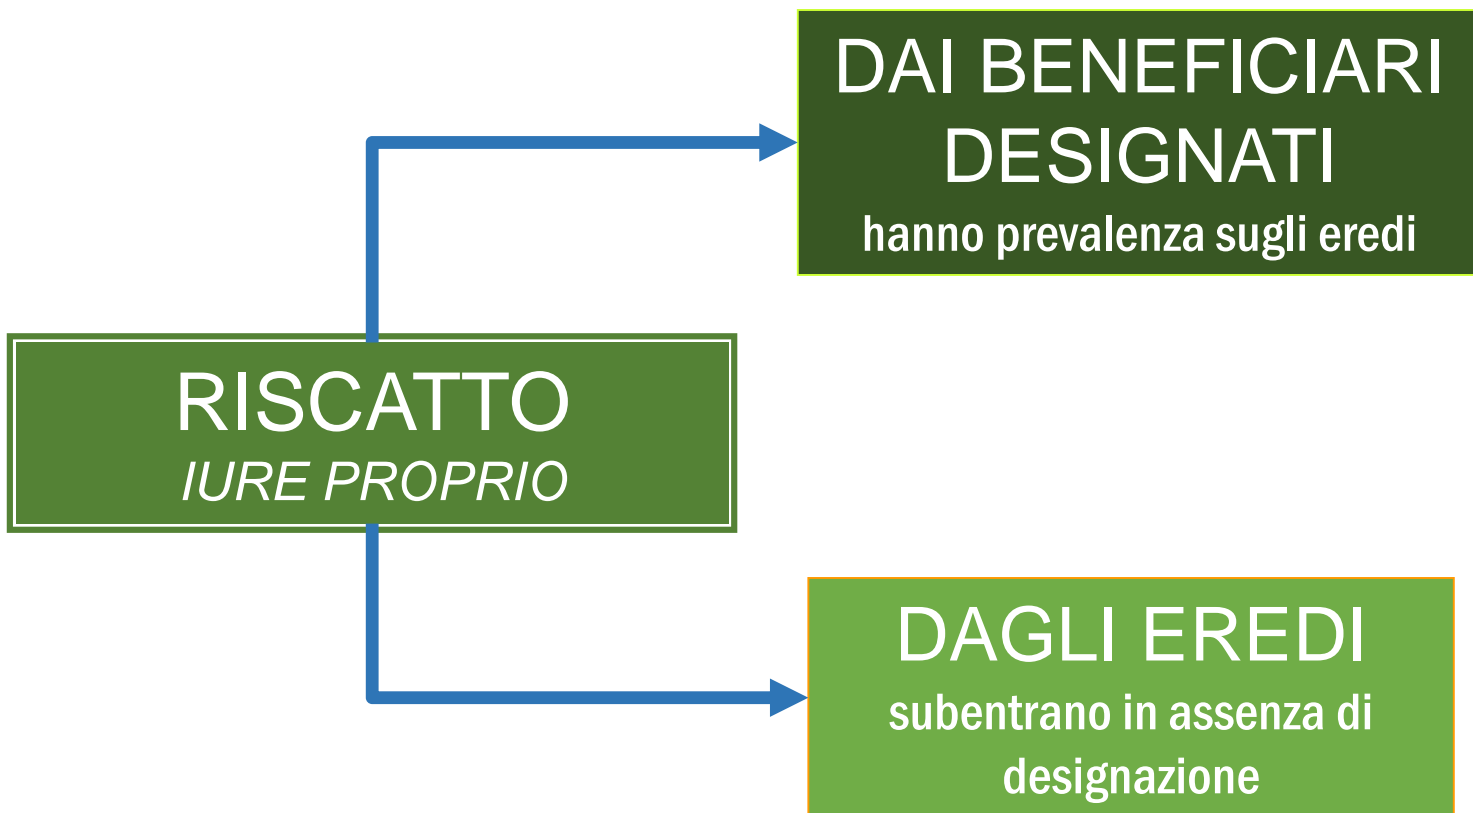 DAI BENEFICIARI
DESIGNATI
hanno prevalenza sugli eredi
RISCATTO
IURE PROPRIO
DAGLI EREDI
subentrano in assenza di
designazione